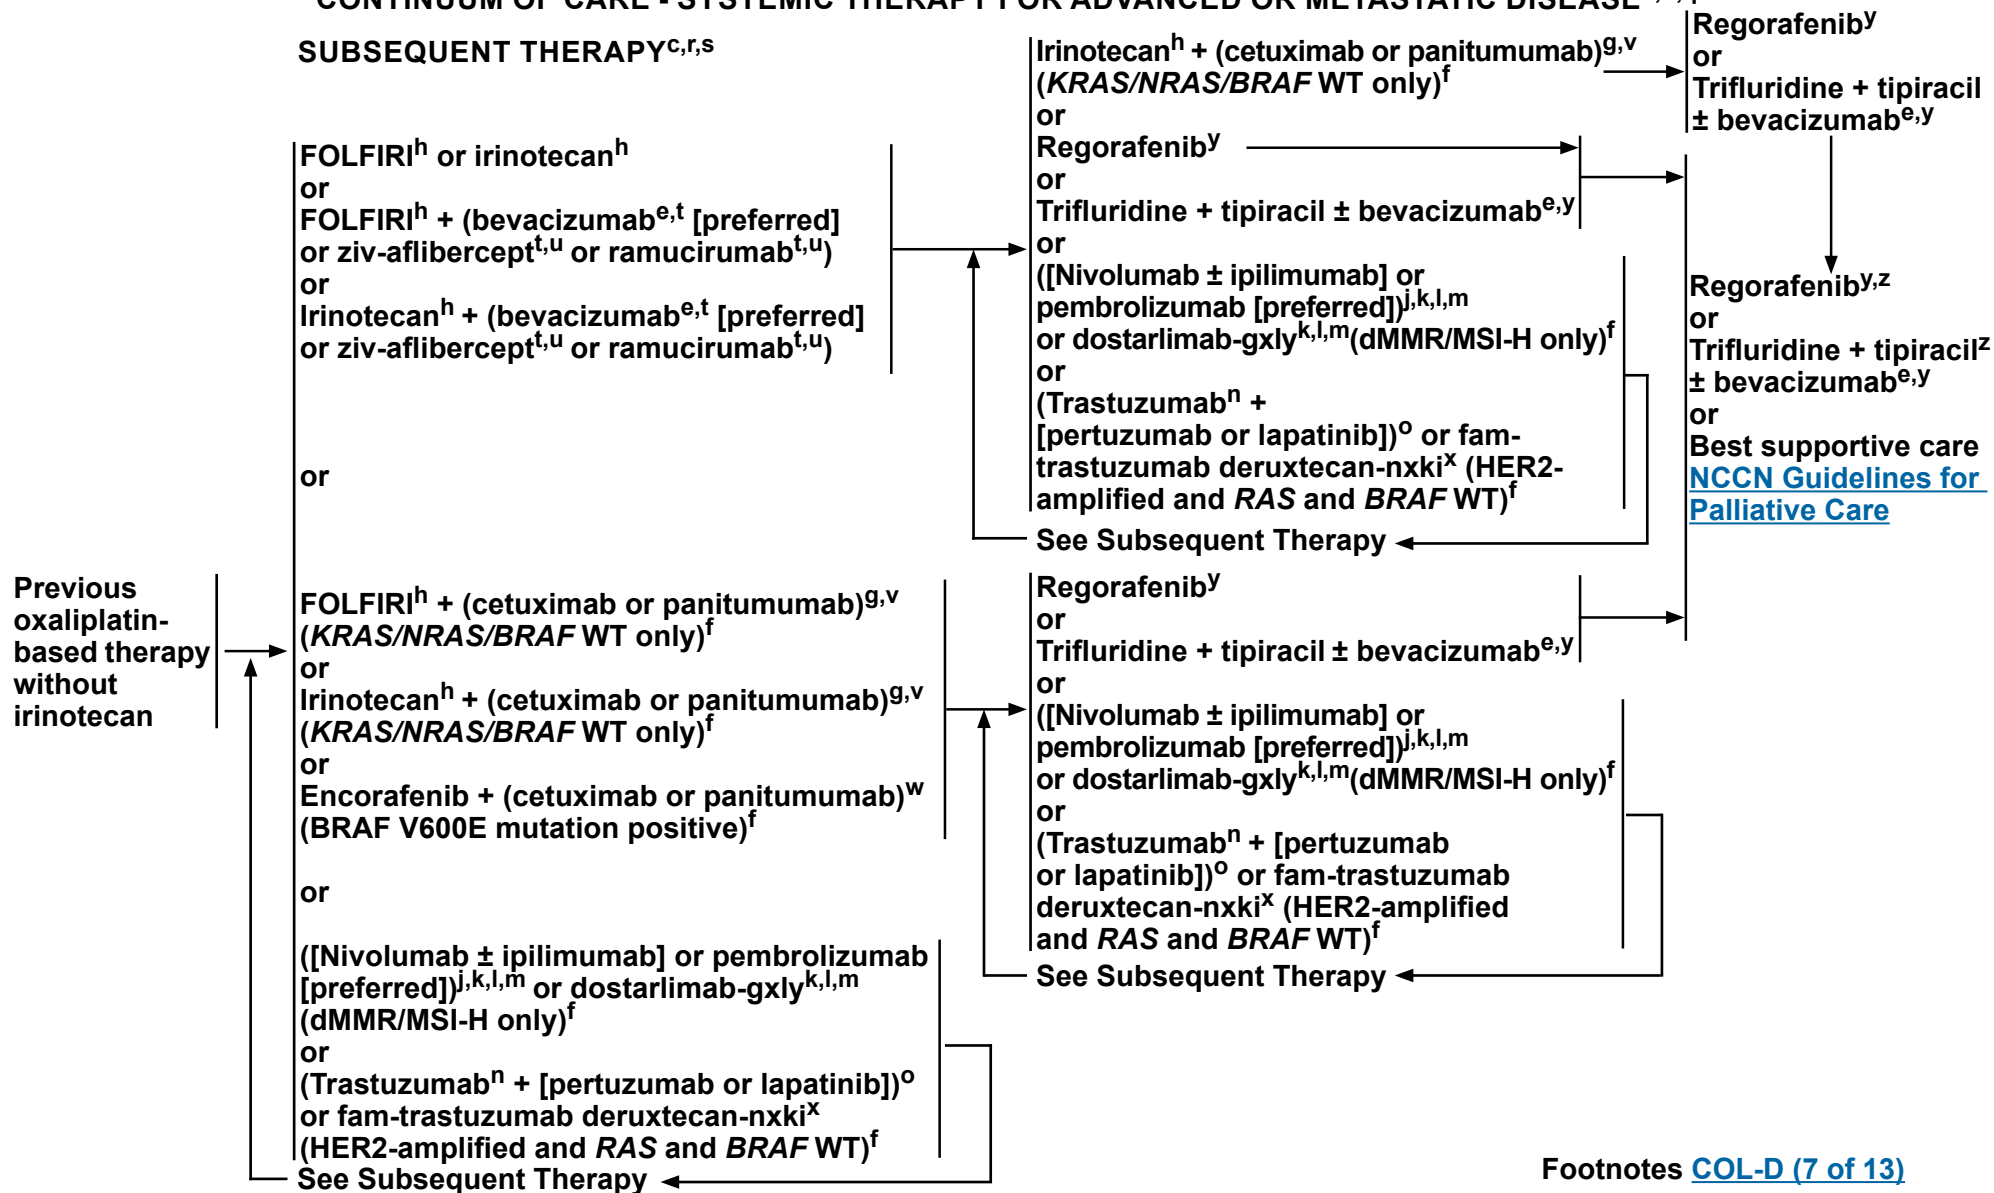 CONTINUUM OF CARE - SYSTEMIC THERAPY FOR ADVANCED OR METASTATIC DISEASE
SUBSEQUENT THERAPYc,r,s
Previous
oxaliplatin-
based therapy
without
irinotecan
FOLFIRIh or irinotecanh
or
FOLFIRIh + (bevacizumabe,t [preferred]
or ziv-afliberceptt,u or ramucirumabt,u)
or
Irinotecanh + (bevacizumabe,t [preferred]
or ziv-afliberceptt,u or ramucirumabt,u)
or
FOLFIRIh + (cetuximab or panitumumab)g,v
(KRAS/NRAS/BRAF WT only)f
or
Irinotecanh + (cetuximab or panitumumab)g,v
(KRAS/NRAS/BRAF WT only)f
or
Encorafenib + (cetuximab or panitumumab)w
(BRAF V600E mutation positive)f
or
([Nivolumab ± ipilimumab] or pembrolizumab
[preferred])j,k,l,m or dostarlimab-gxlyk,l,m
(dMMR/MSI-H only)f
or
(Trastuzumabn + [pertuzumab or lapatinib])o
or fam-trastuzumab deruxtecan-nxkix
(HER2-amplified and RAS and BRAF WT)f
See Subsequent Therapy
Irinotecanh + (cetuximab or panitumumab)g,v
(KRAS/NRAS/BRAF WT only)f
or
Regorafeniby
or
Trifluridine + tipiracil ± bevacizumabe,y
or
([Nivolumab ± ipilimumab] or
pembrolizumab [preferred])j,k,l,m
or dostarlimab-gxlyk,l,m(dMMR/MSI-H only)f
or
(Trastuzumabn +
[pertuzumab or lapatinib])o or fam-
trastuzumab deruxtecan-nxkix (HER2-
amplified and RAS and BRAF WT)f
See Subsequent Therapy
Regorafeniby
or
Trifluridine + tipiracil ± bevacizumabe,y
or
([Nivolumab ± ipilimumab] or
pembrolizumab [preferred])j,k,l,m
or dostarlimab-gxlyk,l,m(dMMR/MSI-H only)f
or
(Trastuzumabn + [pertuzumab
or lapatinib])o or fam-trastuzumab
deruxtecan-nxkix (HER2-amplified
and RAS and BRAF WT)f
See Subsequent Therapy
Regorafeniby
or
Trifluridine + tipiracil
± bevacizumabe,y
Regorafeniby,z
or
Trifluridine + tipiracilz
± bevacizumabe,y
or
Best supportive care
NCCN Guidelines for
Palliative Care
Footnotes COL-D (7 of 13)